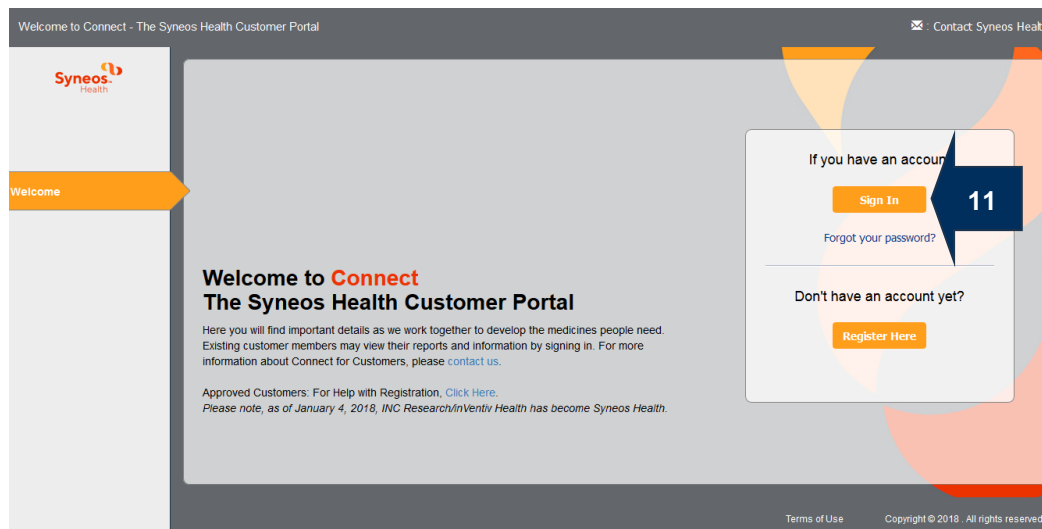 Welcome to Connect - The Syneos Health Customer Portal
: Contact Syneos Healt
Syneos
Health
Welcome
If you have an accoun
Sign In
11
Forgot your password?
Don't have an account yet?
Register Here
Welcome to Connect
The Syneos Health Customer Portal
Here you will find important details as we work together to develop the medicines people need.
Existing customer members may view their reports and information by signing in. For more
information about Connect for Customers, please contact us.
Approved Customers: For Help with Registration, Click Here.
Please note, as of January 4, 2018, INC Research/inVentiv Health has become Syneos Health.
Terms of Use
Copyright © 2018 . All rights reserved